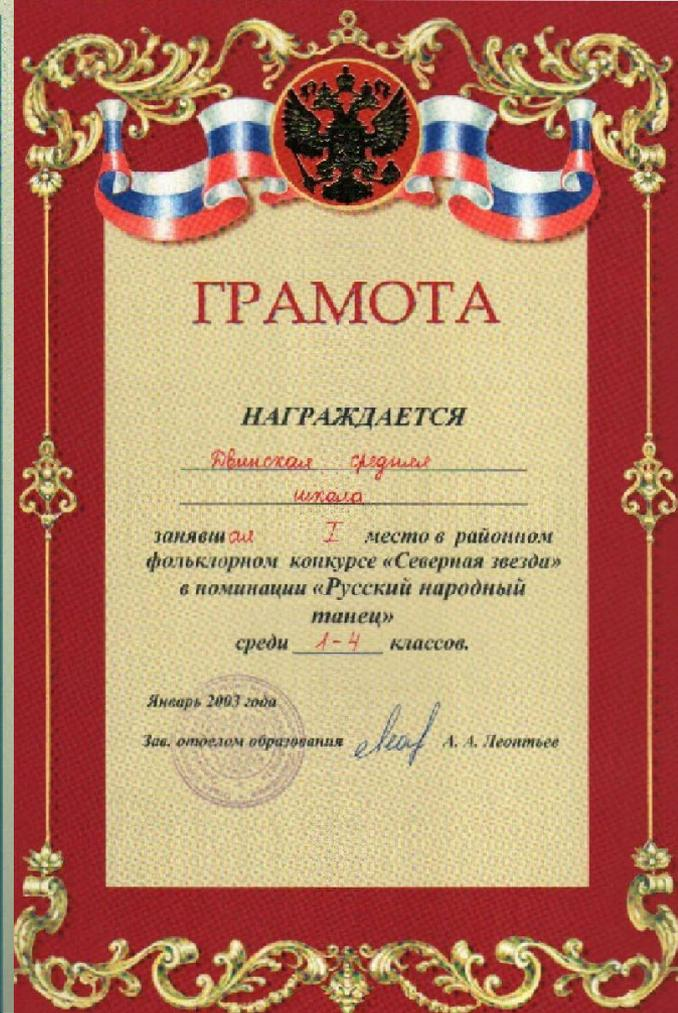 ГРАМОТА
НАГРАЖДАЕТСЯ
Двинская средняя
школа
занявшая I место в районном
фольклорном конкурсе «Северная звезда»
в номинации «Русский народный
танец»
среди 1-4 классов.
Январь 2003 года
Зав. отделом образования А. А. Леонтьев